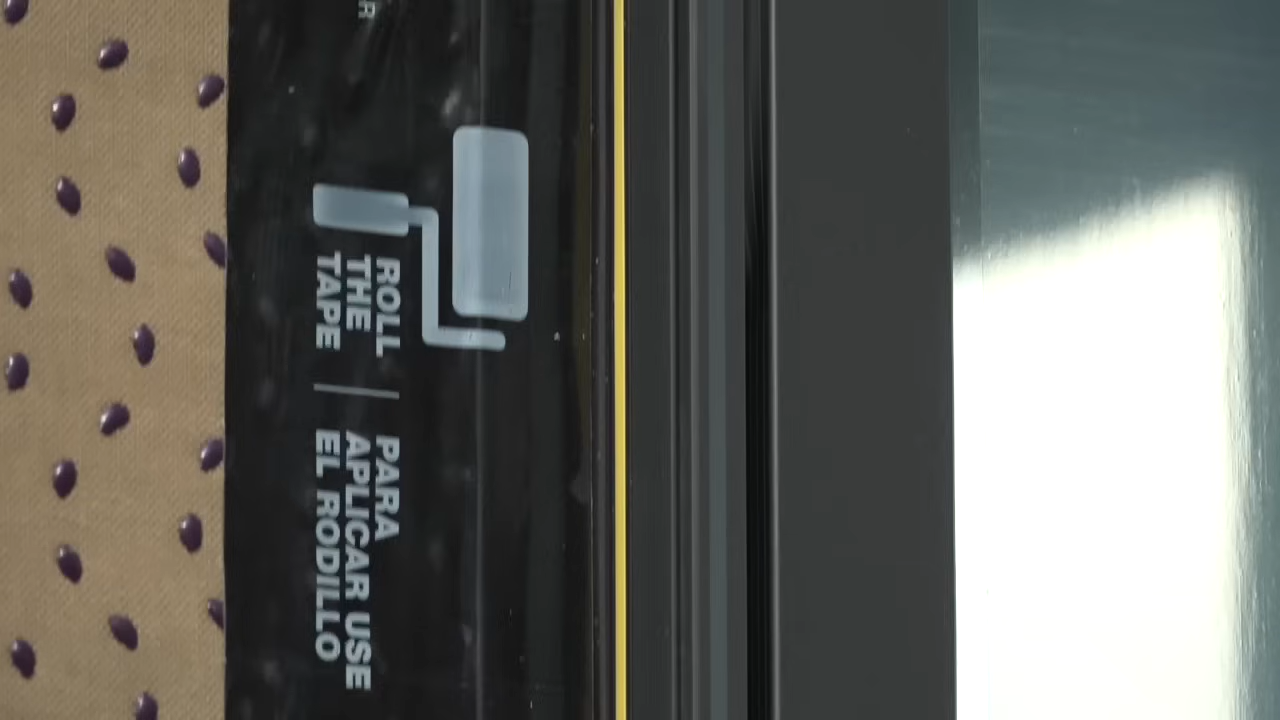 R
ROLL
THE
TAPE
PARA
APLICAR USE
EL RODILLO